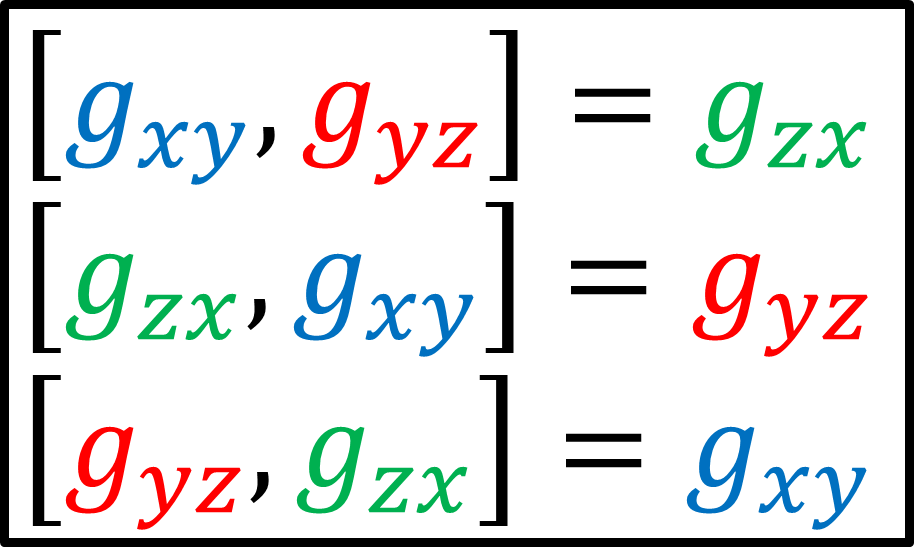 [g_xy, g_yz] = g_zx
[g_zx, g_xy] = g_yz
[g_yz, g_zx] = g_xy